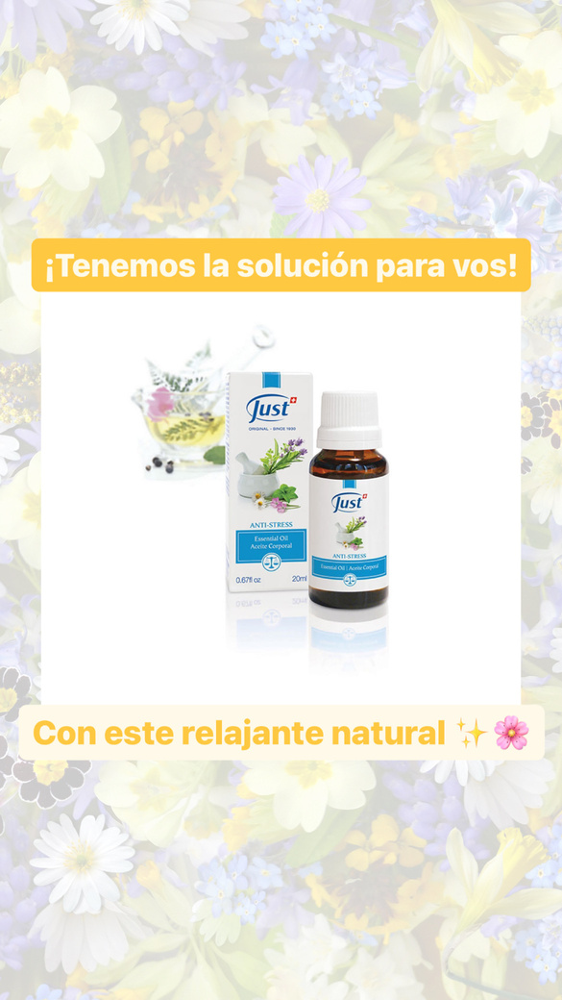 ¡Tenemos la solución para vos!
Just
ORIGINAL - SINCE 1930
ANTI-STRESS
Essential Oil
Aceite Corporal
0.67fl oz 20ml
Just
ANTI-STRESS
Essential Oil | Aceite Corporal
Con este relajante natural ✨🌸